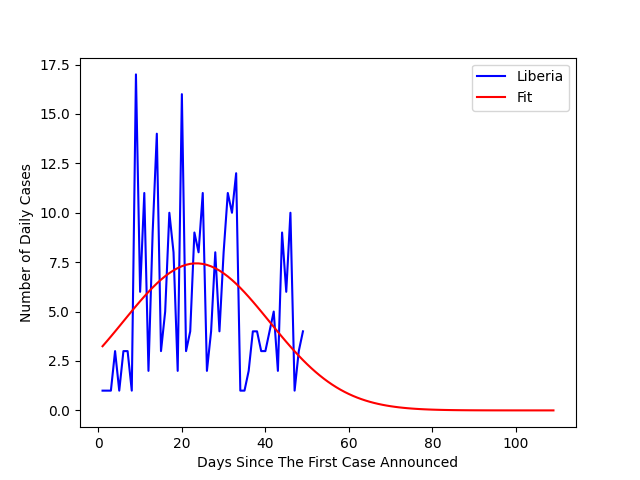 Liberia
Fit
17.5
15.0
12.5
10.0
7.5
5.0
2.5
0.0
Number of Daily Cases
0 20 40 60 80 100
Days Since The First Case Announced